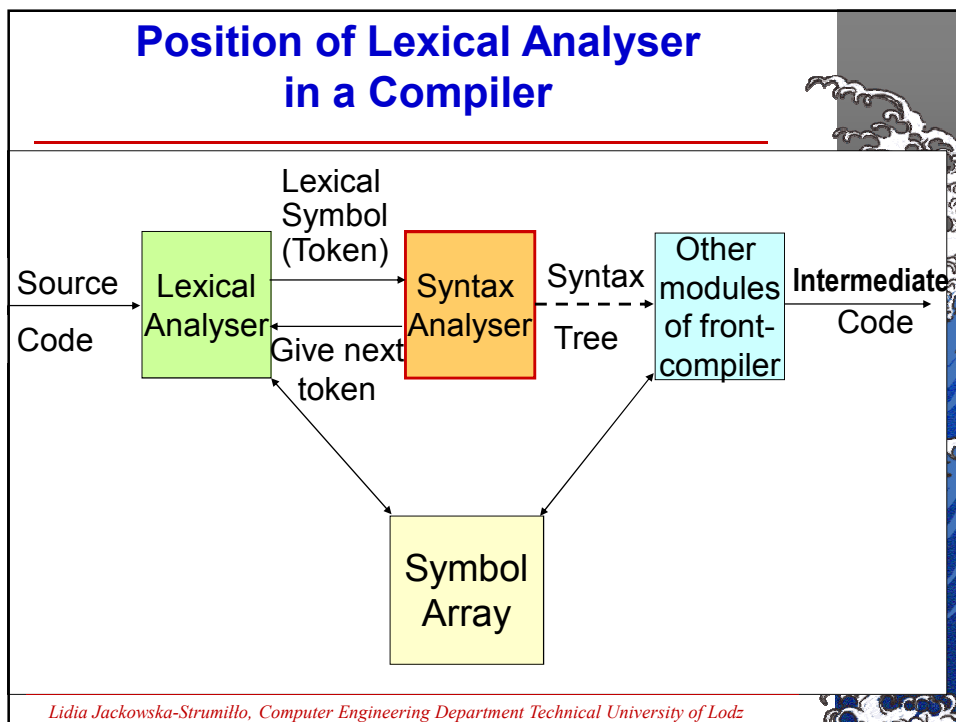 Position of Lexical Analyser
in a Compiler
Lexical
Symbol
(Token)
Source
Code
Lexical
Analyser
Give next
token
Syntax
Analyser
Syntax
Tree
Other
modules
of front-
compiler
Intermediate
Code
Symbol
Array
Lidia Jackowska-Strumiłło, Computer Engineering Department Technical University of Lodz